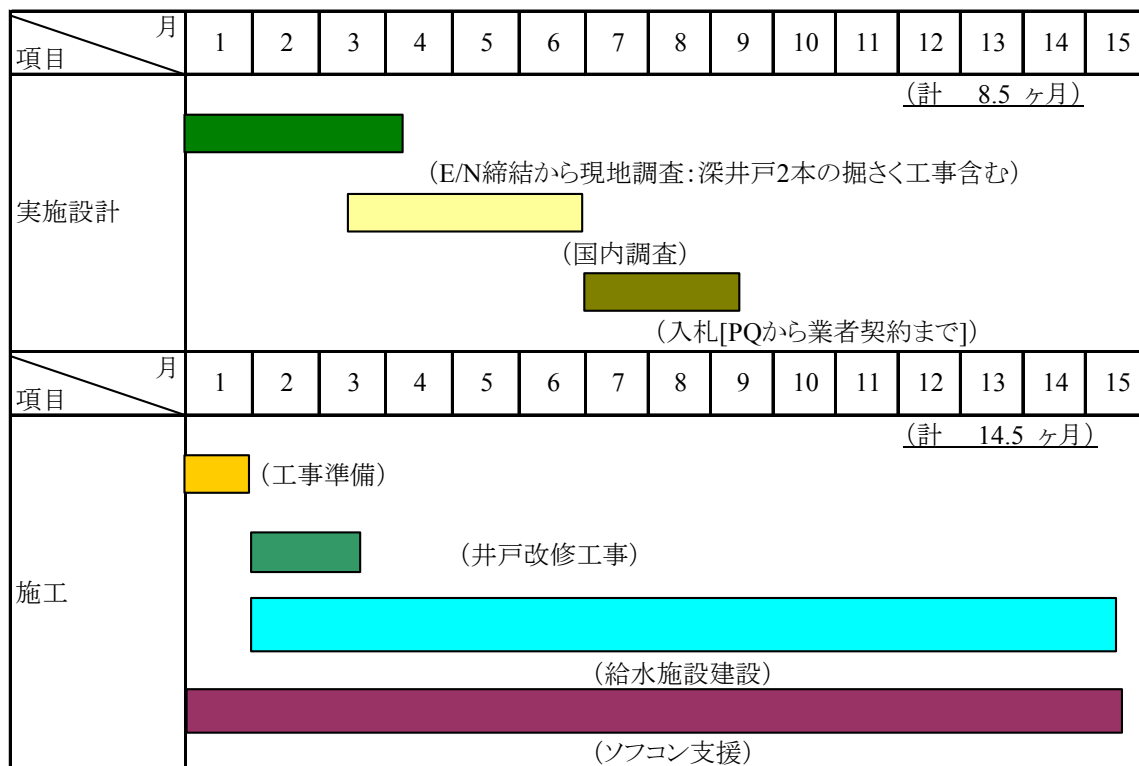 月
項目
1 2 3 4 5 6 7 8 9 10 11 12 13 14 15
(計 8.5 ヶ月)
(E/N締結から現地調査:深井戸2本の掘さく工事含む)
実施設計
(国内調査)
(入札[PQから業者契約まで])
月
項目
1 2 3 4 5 6 7 8 9 10 11 12 13 14 15
(計 14.5 ヶ月)
(工事準備)
(井戸改修工事)
施工
(給水施設建設)
(ソフコン支援)